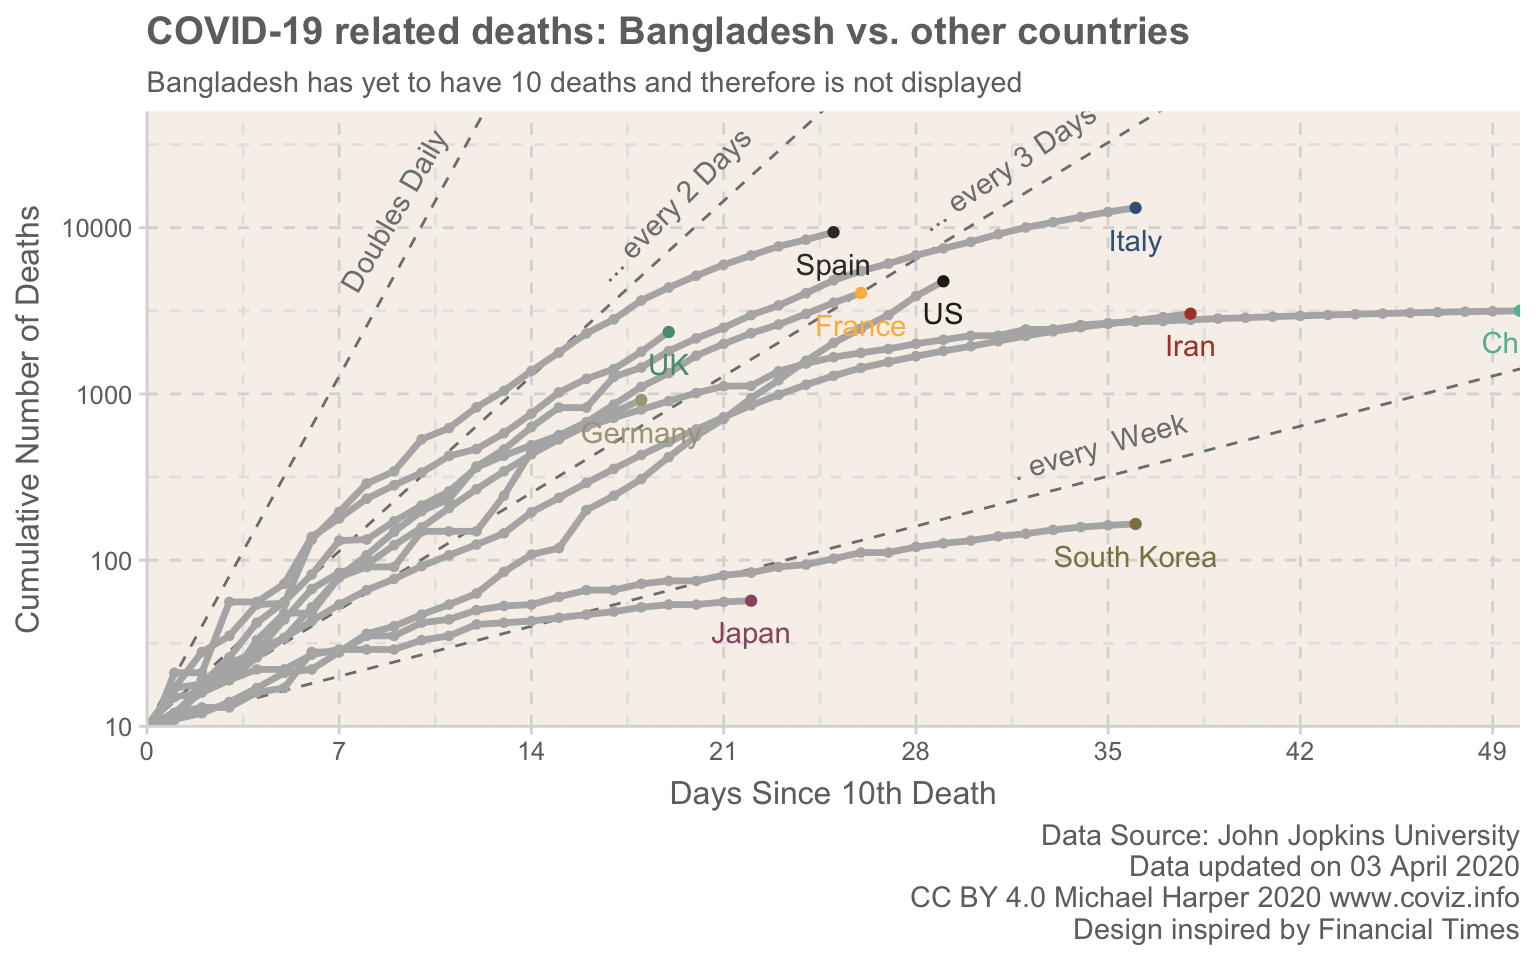 COVID-19 related deaths: Bangladesh vs. other countries
Bangladesh has yet to have 10 deaths and therefore is not displayed
Cumulative Number of Deaths
10000
1000
100
10
Doubles Daily
... every 2 Days
... every 3 Days
. every  Week
Italy
Spain
US
France
UK
Iran
Ch
Germany
South Korea
Japan
0 7 14 21 28 35 42 49
Days Since 10th Death
Data Source: John Jopkins University
Data updated on 03 April 2020
CC BY 4.0 Michael Harper 2020 www.coviz.info
Design inspired by Financial Times